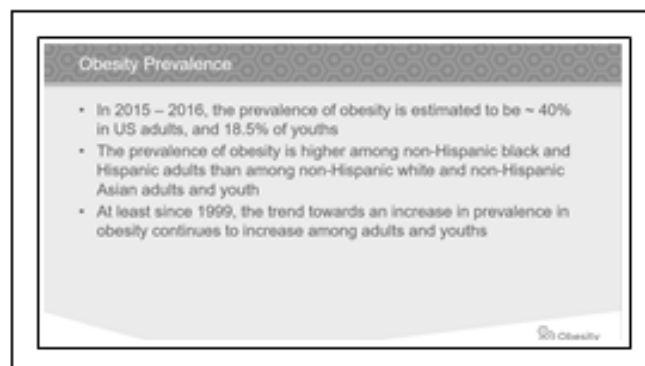 Obesity Prevalence
• In 2015 – 2016, the prevalence of obesity is estimated to be ~ 40%
in US adults, and 18.5% of youths
• The prevalence of obesity is higher among non-Hispanic black and
Hispanic adults than among non-Hispanic white and non-Hispanic
Asian adults and youth
• At least since 1999, the trend towards an increase in prevalence in
obesity continues to increase among adults and youths
Obesity